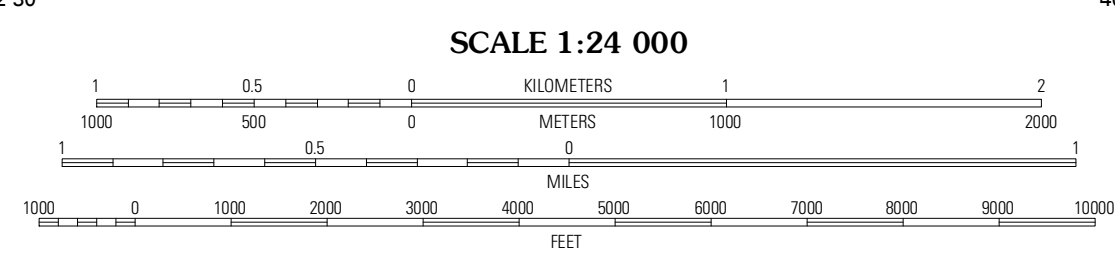 SCALE 1:24 000
1 0.5 0 KILOMETERS 1 2
1000 500 0 METERS 1000 2000
1 0.5 0 1
MILES
1000 0 1000 2000 3000 4000 5000 6000 7000 8000 9000 10000
FEET